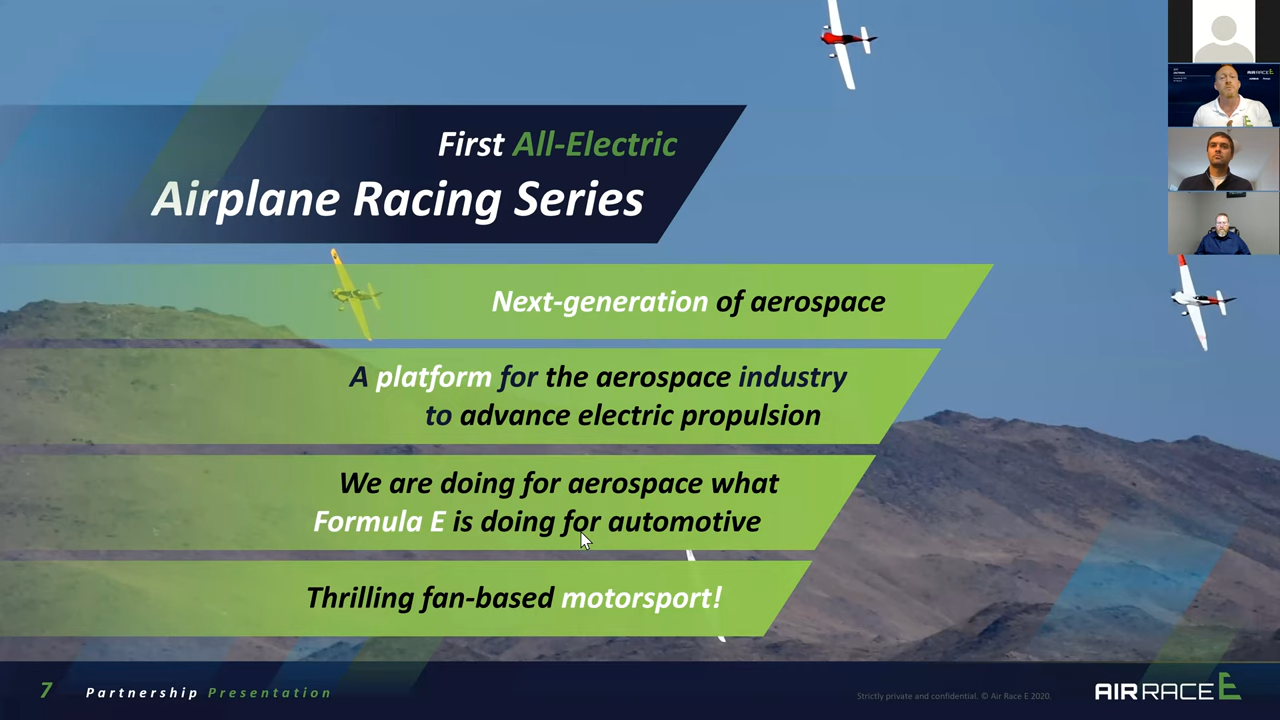 First All-Electric
Airplane Racing Series
Next-generation of aerospace
A platform for the aerospace industry
to advance electric propulsion
We are doing for aerospace what
Formula E is doing for automotive
Thrilling fan-based motorsport!
7 Partnership Presentation
Strictly private and confidential. © Air Race E 2020.
AIR RACE E
AIR RACE E